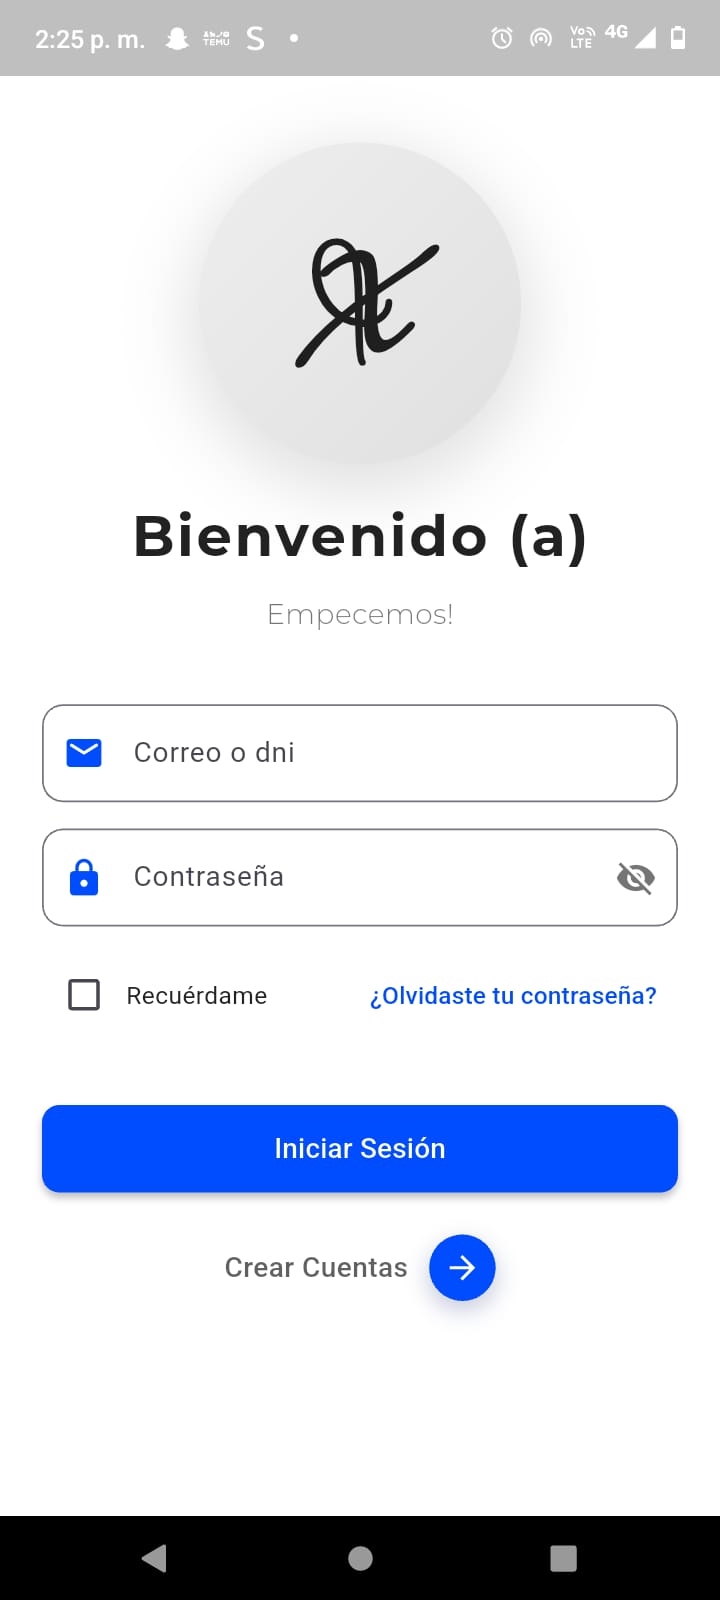 2:25 p. m. TEMU S Vo LTE 4G
Bienvenido (a)
Empecemos!
Correo o dni
Contraseña
Recuérdame ¿Olvidaste tu contraseña?
Iniciar Sesión
Crear Cuentas